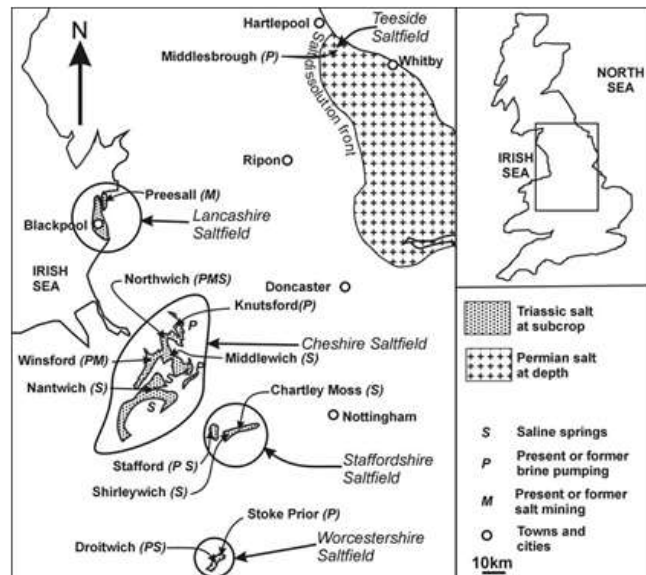 N
Hartlepool
Teeside
Saltfield
Middlesbrough (P)
Whitby
Salt dissolution front
Ripon
Preesall (M)
Blackpool
Lancashire
Saltfield
IRISH
SEA
Northwich (PMS)
Doncaster
Knutsford(P)
P
Cheshire Saltfield
Winsford (PM)
Middlewich (S)
P
Nantwich (S)
S
Chartley Moss (S)
Nottingham
Stafford (P S)
Shirleywich (S)
Staffordshire
Saltfield
Stoke Prior (P)
Droitwich (PS)
Worcestershire
Saltfield
NORTH
SEA
IRISH
SEA
Triassic salt
at subcrop
Permian salt
at depth
S Saline springs
P Present or former
brine pumping
M Present or former
salt mining
Towns and
cities
10km